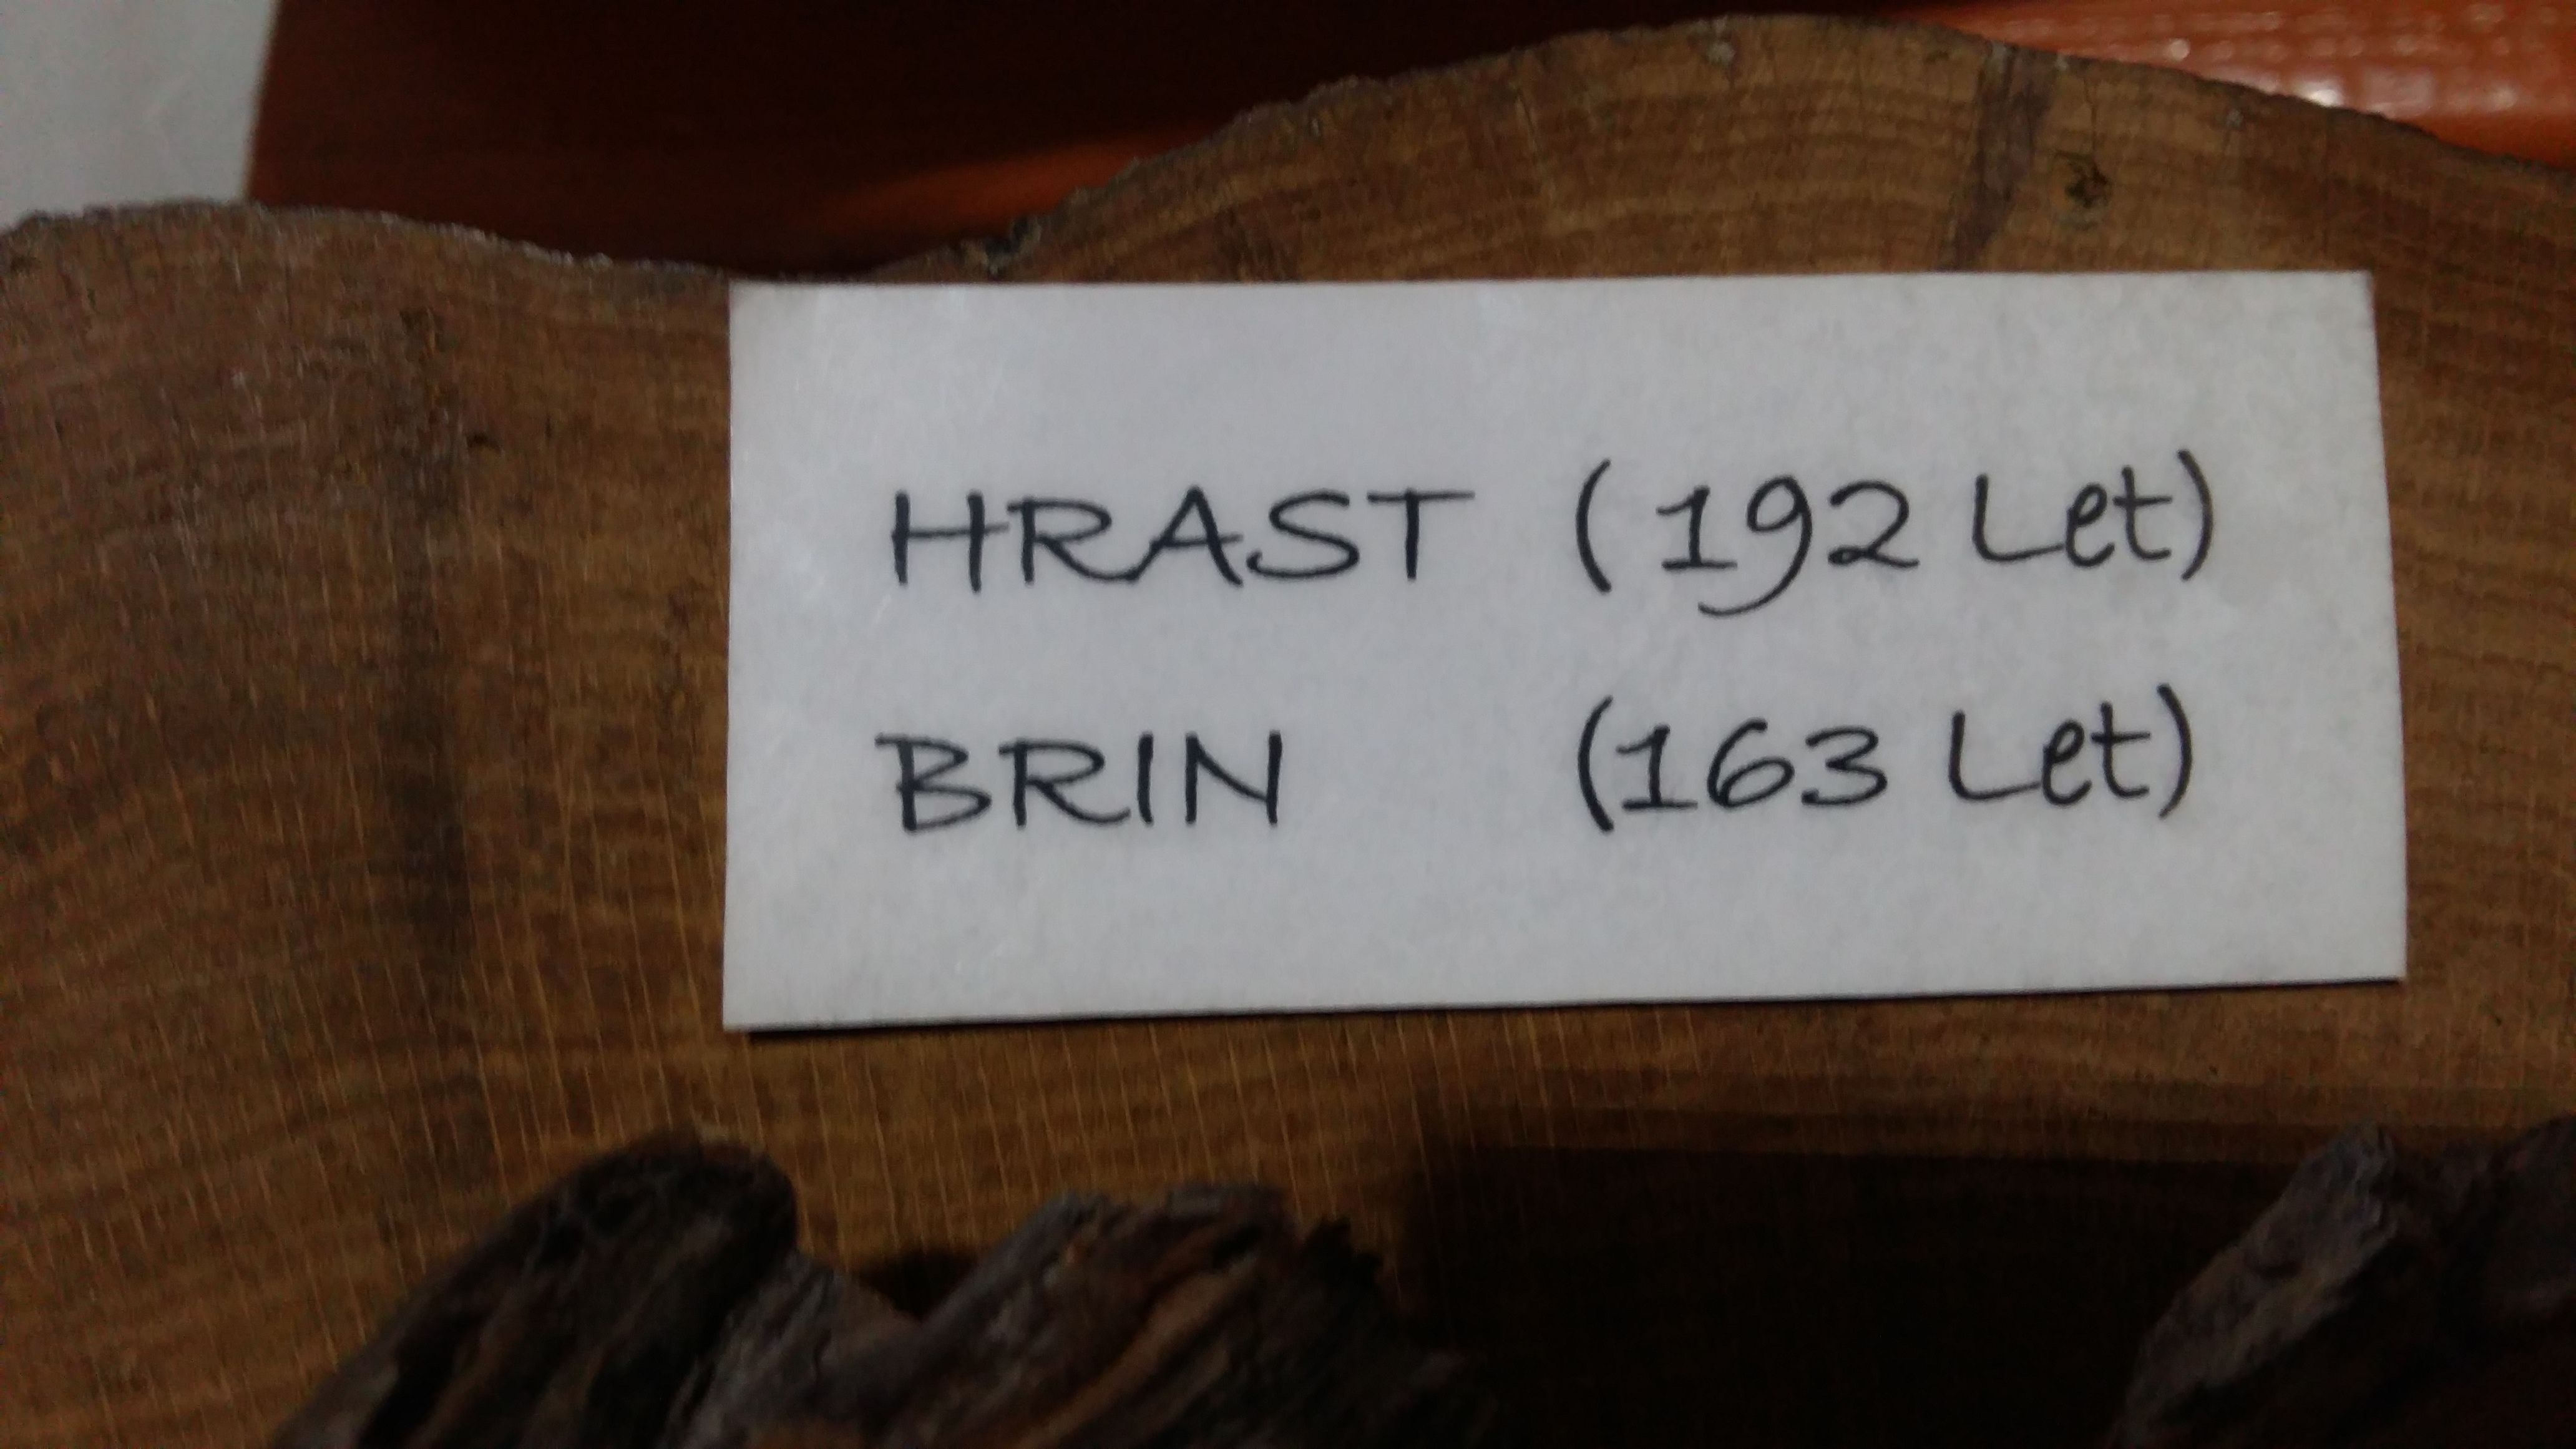 HRAST (192 Let)
BRIN (163 Let)